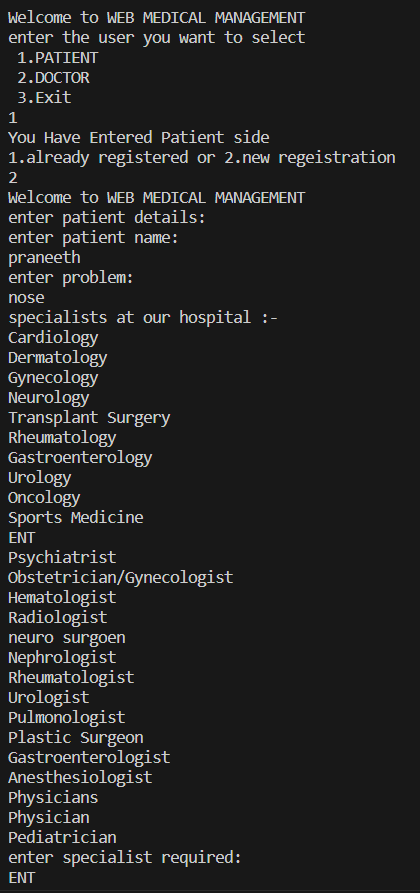 Welcome to WEB MEDICAL MANAGEMENT
enter the user you want to select
1.PATIENT
2.DOCTOR
3.Exit
1
You Have Entered Patient side
1.already registered or 2.new regeistration
2
Welcome to WEB MEDICAL MANAGEMENT
enter patient details:
enter patient name:
praneeth
enter problem:
nose
specialists at our hospital :-
Cardiology
Dermatology
Gynecology
Neurology
Transplant Surgery
Rheumatology
Gastroenterology
Urology
Oncology
Sports Medicine
ENT
Psychiatrist
Obstetrician/Gynecologist
Hematologist
Radiologist
neuro surgoen
Nephrologist
Rheumatologist
Urologist
Pulmonologist
Plastic Surgeon
Gastroenterologist
Anesthesiologist
Physicians
Physician
Pediatrician
enter specialist required:
ENT